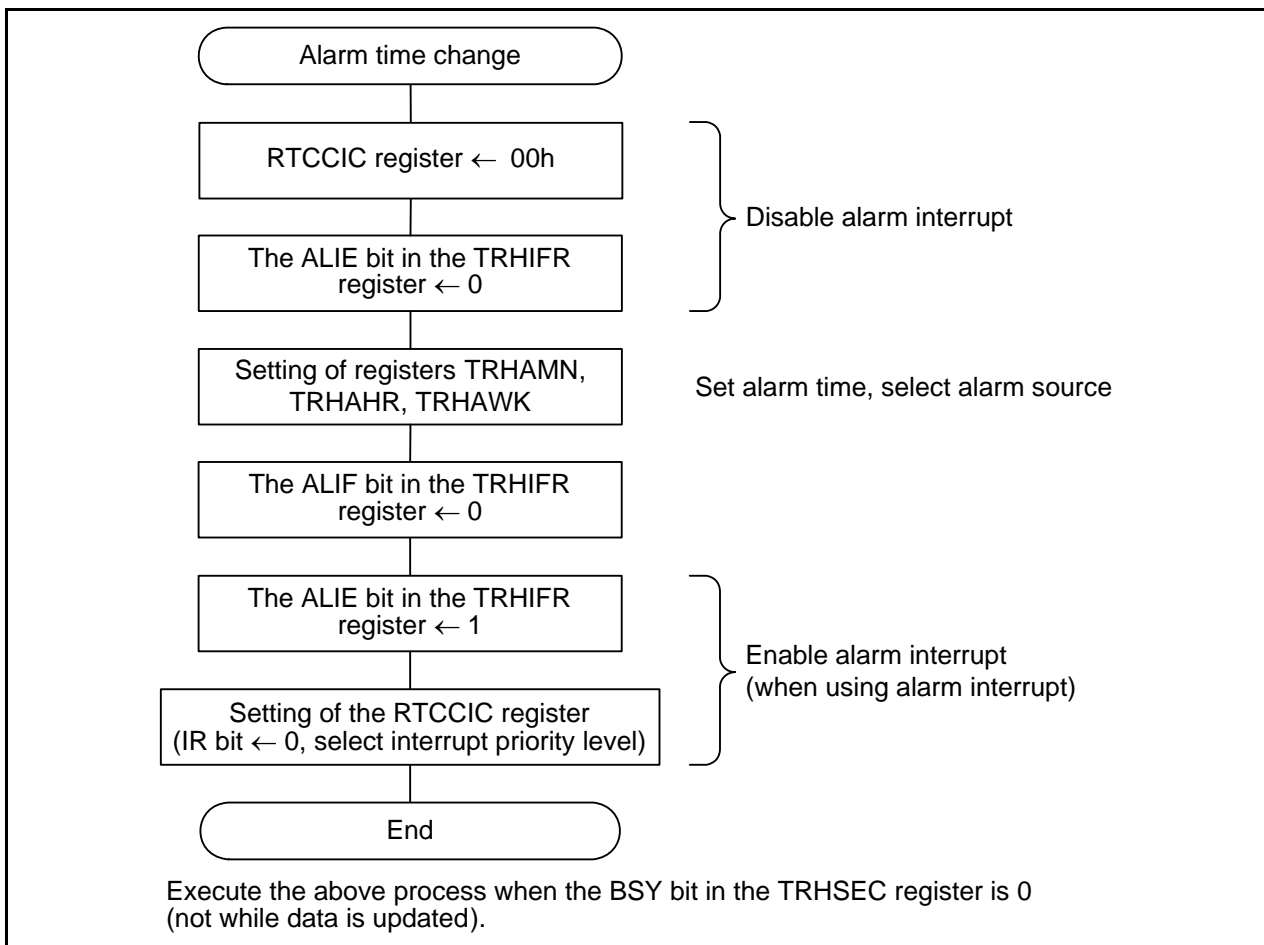 Alarm time change
RTCCIC register ← 00h
Disable alarm interrupt
The ALIE bit in the TRHIFR
register ← 0
Setting of registers TRHAMN,
TRHAHR, TRHAWK
Set alarm time, select alarm source
The ALIF bit in the TRHIFR
register ← 0
The ALIE bit in the TRHIFR
register ← 1
Enable alarm interrupt
(when using alarm interrupt)
Setting of the RTCCIC register
(IR bit ← 0, select interrupt priority level)
End
Execute the above process when the BSY bit in the TRHSEC register is 0
(not while data is updated).